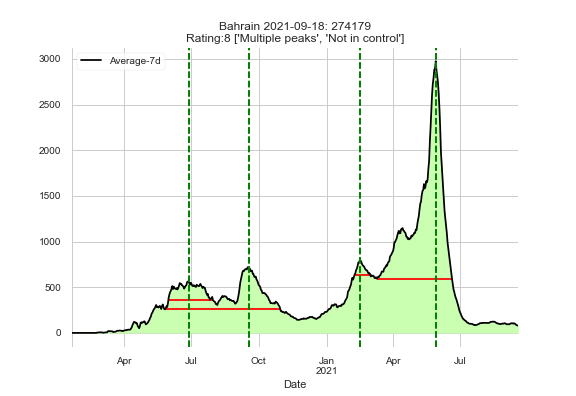 Bahrain 2021-09-18: 274179
Rating:8 ['Multiple peaks', 'Not in control']
Average-7d
3000
2500
2000
1500
1000
500
0
Apr Jul Oct Jan Apr Jul
2021
Date